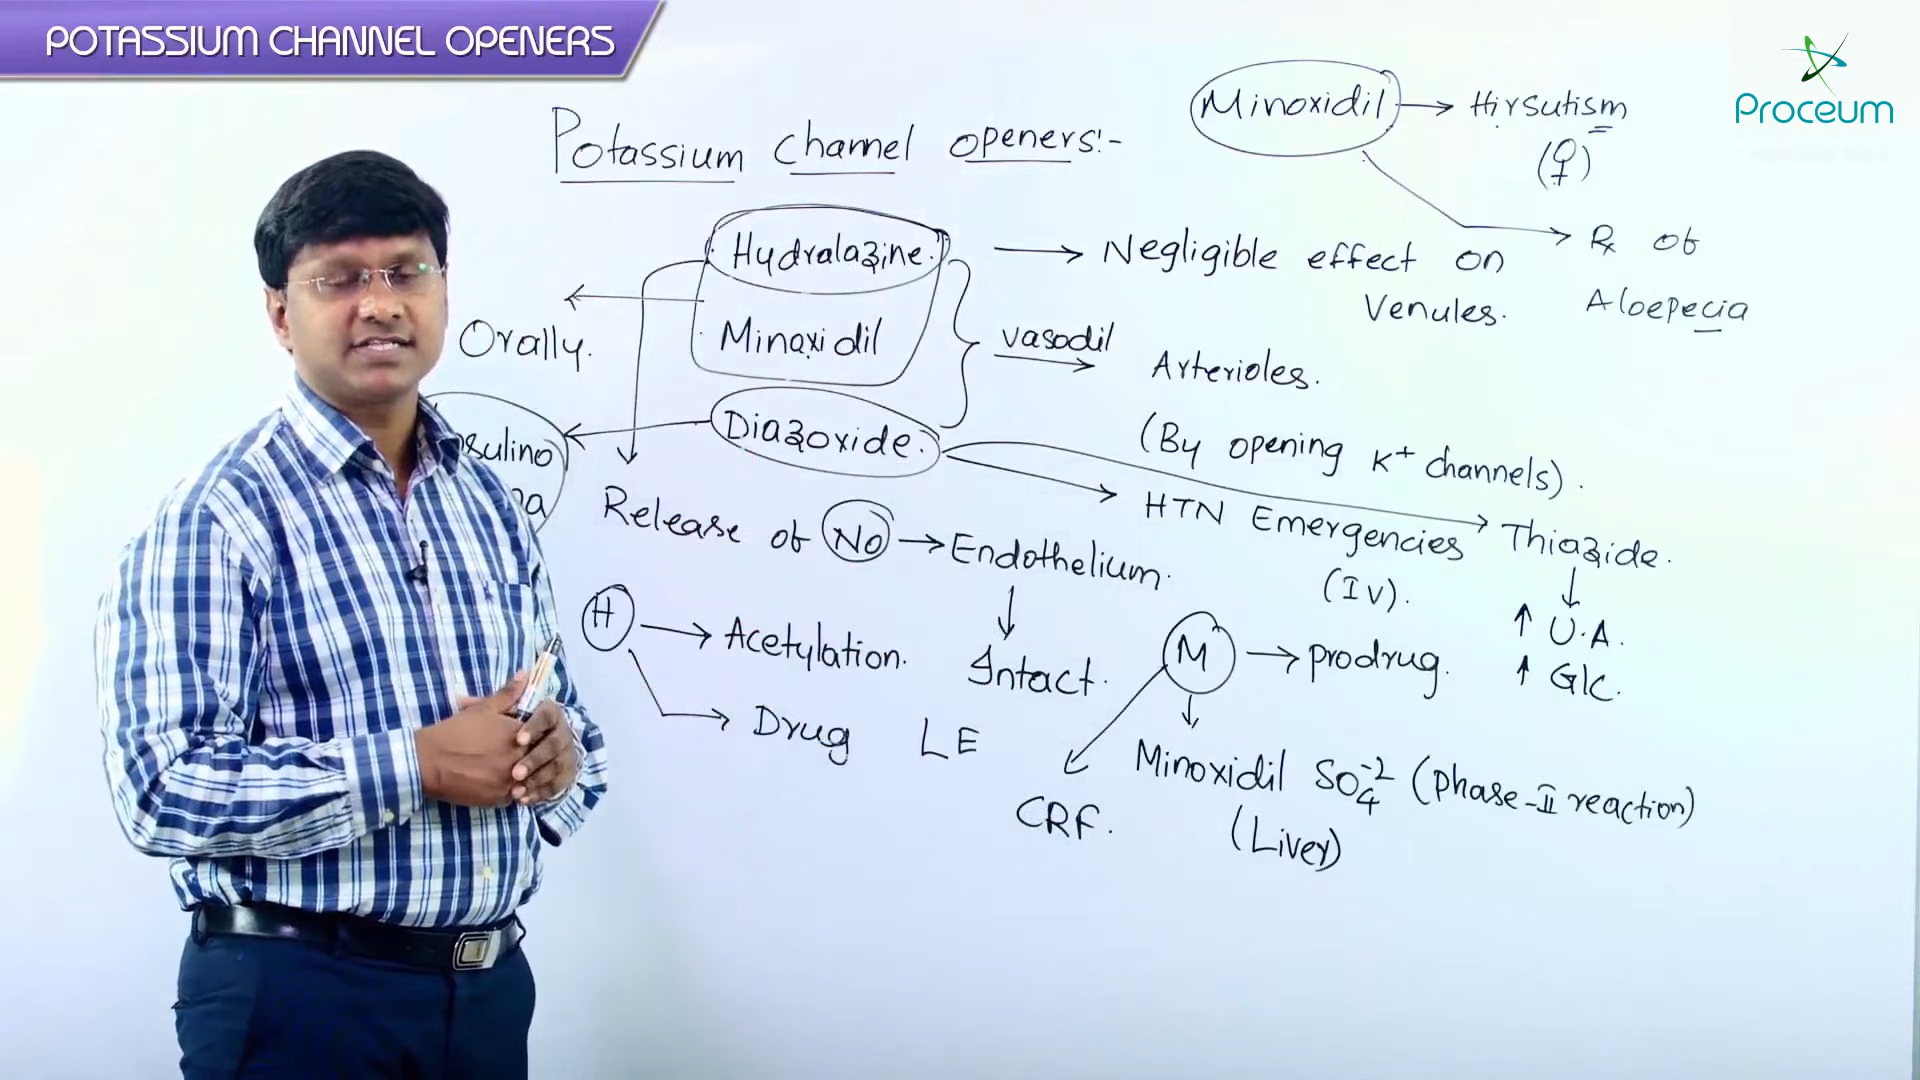 POTASSIUM CHANNEL OPENERS
Proceum
Potassium channel openers:-
Minoxidil → Hirsutism
(♀)
Rx of
Aloepecia
Hydralazine. → Negligible effect on
Venules.
Orally.
Minoxidil
vasodil → Arterioles.
(By opening K+ channels).
Diazoxide.
sulino
a
HTN Emergencies
(IV).
Thiazide.
↑ U.A.
↑ Glc.
Release of NO → Endothelium.
↓
Intact.
H → Acetylation.
Drug LE
M → prodrug.
↓
Minoxidil SO4-2 (phase-II reaction)
(Liver)
CRF.